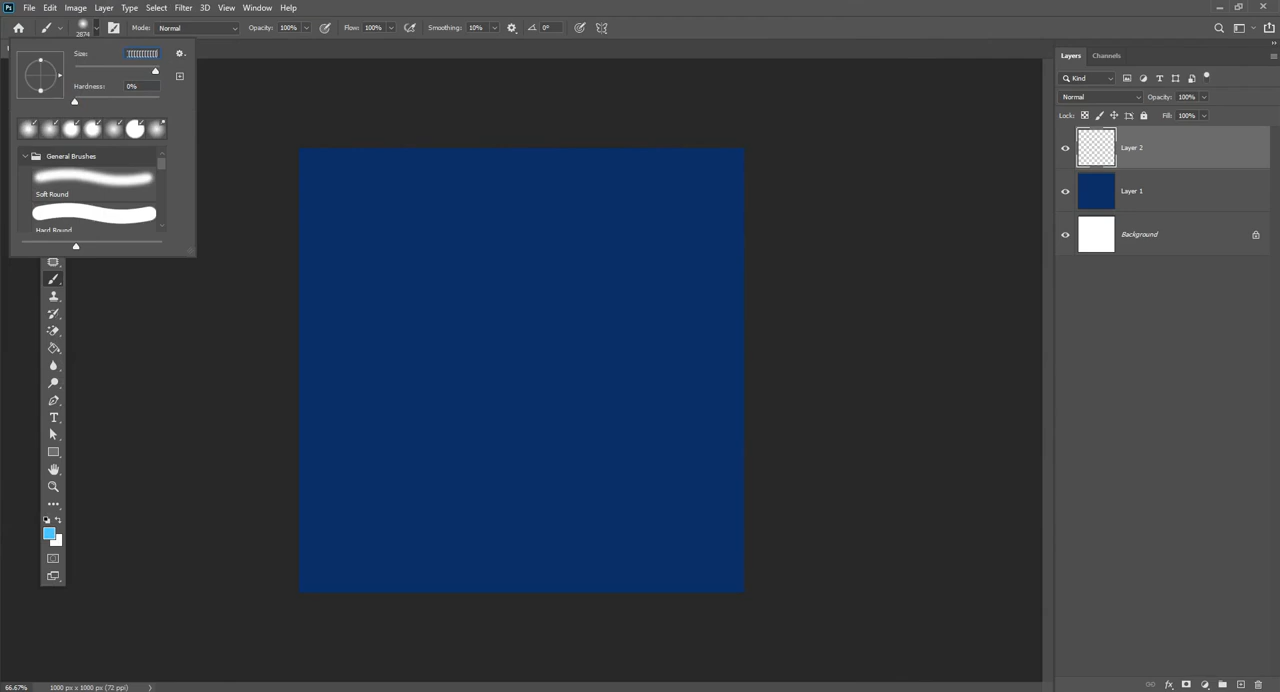 Ps File Edit Image Layer Type Select Filter 3D View Window Help
2874 Mode: Normal Opacity: 100% Flow: 100% Smoothing: 10% 0°
Size: [[[[[[[[[[[
Hardness: 0%
General Brushes
Soft Round
Hard Round
Layers Channels
Kind
Normal Opacity: 100%
Lock: Fill: 100%
Layer 2
Layer 1
Background
66.67% 1000 px x 1000 px (72 ppi)